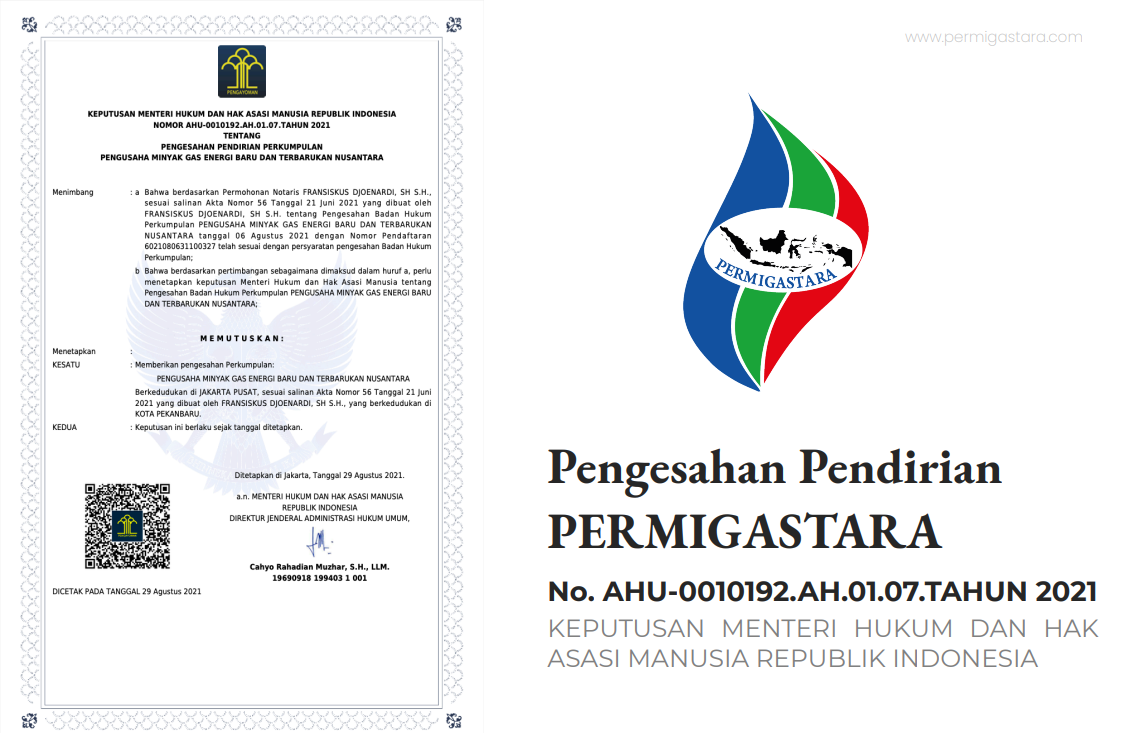 PENGAYOMAN
KEPUTUSAN MENTERI HUKUM DAN HAK ASASI MANUSIA REPUBLIK INDONESIA
NOMOR AHU-0010192.AH.01.07.TAHUN 2021
TENTANG
PENGESAHAN PENDIRIAN PERKUMPULAN
PENGUSAHA MINYAK GAS ENERGI BARU DAN TERBARUKAN NUSANTARA
Menimbang : a Bahwa berdasarkan Permohonan Notaris FRANSISKUS DJOENARDI, SH S.H.,
sesuai salinan Akta Nomor 56 Tanggal 21 Juni 2021 yang dibuat oleh
FRANSISKUS DJOENARDI, SH S.H. tentang Pengesahan Badan Hukum
Perkumpulan PENGUSAHA MINYAK GAS ENERGI BARU DAN TERBARUKAN
NUSANTARA tanggal 06 Agustus 2021 dengan Nomor Pendaftaran
6021080631100327 telah sesuai dengan persyaratan pengesahan Badan Hukum
Perkumpulan;
b Bahwa berdasarkan pertimbangan sebagaimana dimaksud dalam huruf a, perlu
menetapkan keputusan Menteri Hukum dan Hak Asasi Manusia tentang
Pengesahan Badan Hukum Perkumpulan PENGUSAHA MINYAK GAS ENERGI BARU
DAN TERBARUKAN NUSANTARA;
M E M U T U S K A N :
Menetapkan :
KESATU : Memberikan pengesahan Perkumpulan:
PENGUSAHA MINYAK GAS ENERGI BARU DAN TERBARUKAN NUSANTARA
Berkedudukan di JAKARTA PUSAT, sesuai salinan Akta Nomor 56 Tanggal 21 Juni
2021 yang dibuat oleh FRANSISKUS DJOENARDI, SH S.H., yang berkedudukan di
KOTA PEKANBARU.
KEDUA : Keputusan ini berlaku sejak tanggal ditetapkan.
Ditetapkan di Jakarta, Tanggal 29 Agustus 2021.
a.n. MENTERI HUKUM DAN HAK ASASI MANUSIA
REPUBLIK INDONESIA
DIREKTUR JENDERAL ADMINISTRASI HUKUM UMUM,
Cahyo Rahadian Muzhar, S.H., LLM.
19690918 199403 1 001
DICETAK PADA TANGGAL 29 Agustus 2021
www.permigastara.com
PERMIGASTARA
Pengesahan Pendirian
PERMIGASTARA
No. AHU-0010192.AH.01.07.TAHUN 2021
KEPUTUSAN MENTERI HUKUM DAN HAK
ASASI MANUSIA REPUBLIK INDONESIA